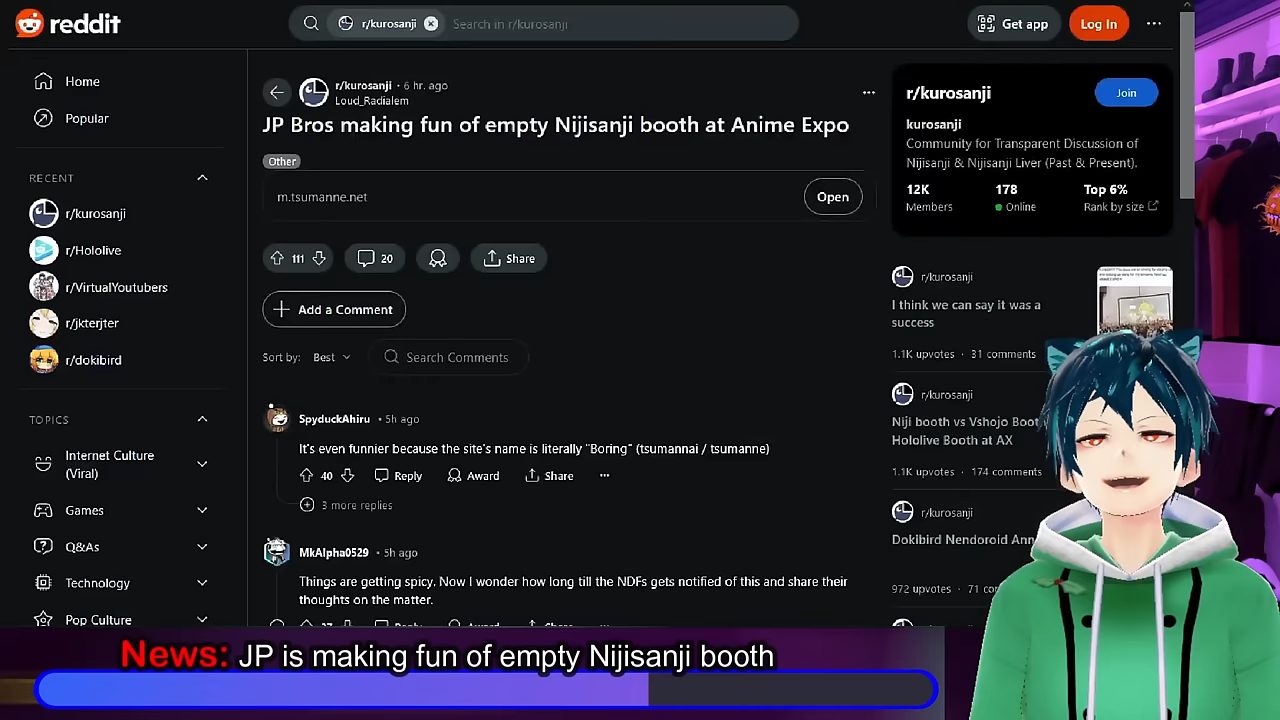 reddit
r/kurosanji
Search in r/kurosanji
Get app
Log In
Home
Popular
RECENT
r/kurosanji
r/Hololive
r/VirtualYoutubers
r/jkterjter
r/dokibird
TOPICS
Internet Culture
(Viral)
Games
Q&As
Technology
Pop Culture
r/kurosanji • 6 hr. ago
Loud_Radialem
JP Bros making fun of empty Nijisanji booth at Anime Expo
Other
m.tsumanne.net
Open
111
20
Share
Add a Comment
Sort by: Best
Search Comments
SpyduckAhiru • 5h ago
It's even funnier because the site's name is literally "Boring" (tsumannai / tsumanne)
40
Reply
Award
Share
3 more replies
MkAlpha0529 • 5h ago
Things are getting spicy. Now I wonder how long till the NDFs gets notified of this and share their
thoughts on the matter.
r/kurosanji
Join
kurosanji
Community for Transparent Discussion of
Nijisanji & Nijisanji Liver (Past & Present).
12K 178 Top 6%
Members Online Rank by size
r/kurosanji
I think we can say it was a
success
1.1K upvotes • 31 comments
r/kurosanji
Niji booth vs Vshojo Boot
Hololive Booth at AX
1.1K upvotes • 174 comments
r/kurosanji
Dokibird Nendoroid Ann
972 upvotes • 71 com
News: JP is making fun of empty Nijisanji booth